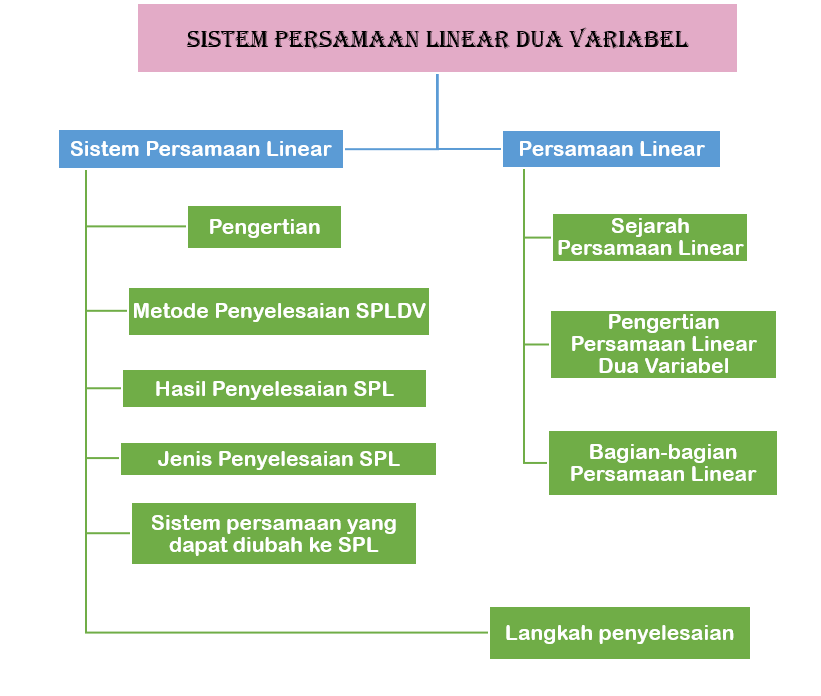 SISTEM PERSAMAAN LINEAR DUA VARIABEL
Sistem Persamaan Linear
Pengertian
Metode Penyelesaian SPLDV
Hasil Penyelesaian SPL
Jenis Penyelesaian SPL
Sistem persamaan yang
dapat diubah ke SPL
Langkah penyelesaian
Persamaan Linear
Sejarah
Persamaan Linear
Pengertian
Persamaan Linear
Dua Variabel
Bagian-bagian
Persamaan Linear